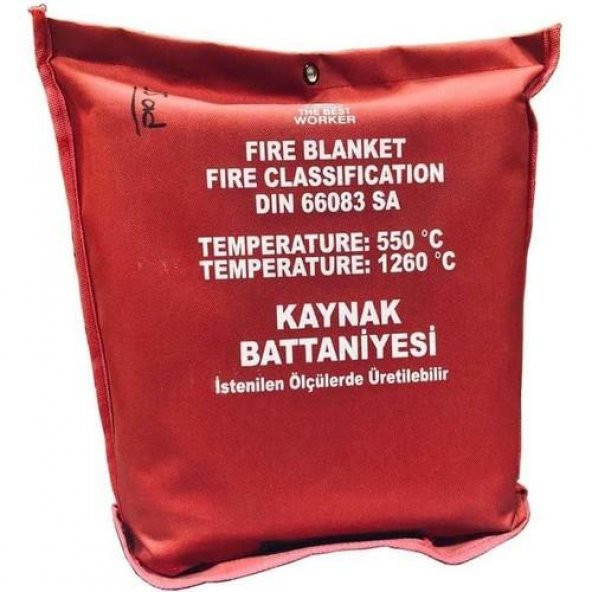 THE BEST
WORKER
FIRE BLANKET
FIRE CLASSIFICATION
DIN 66083 SA
TEMPERATURE: 550 °C
TEMPERATURE: 1260 °C
KAYNAK
BATTANİYESİ
İstenilen Ölçülerde Üretilebilir